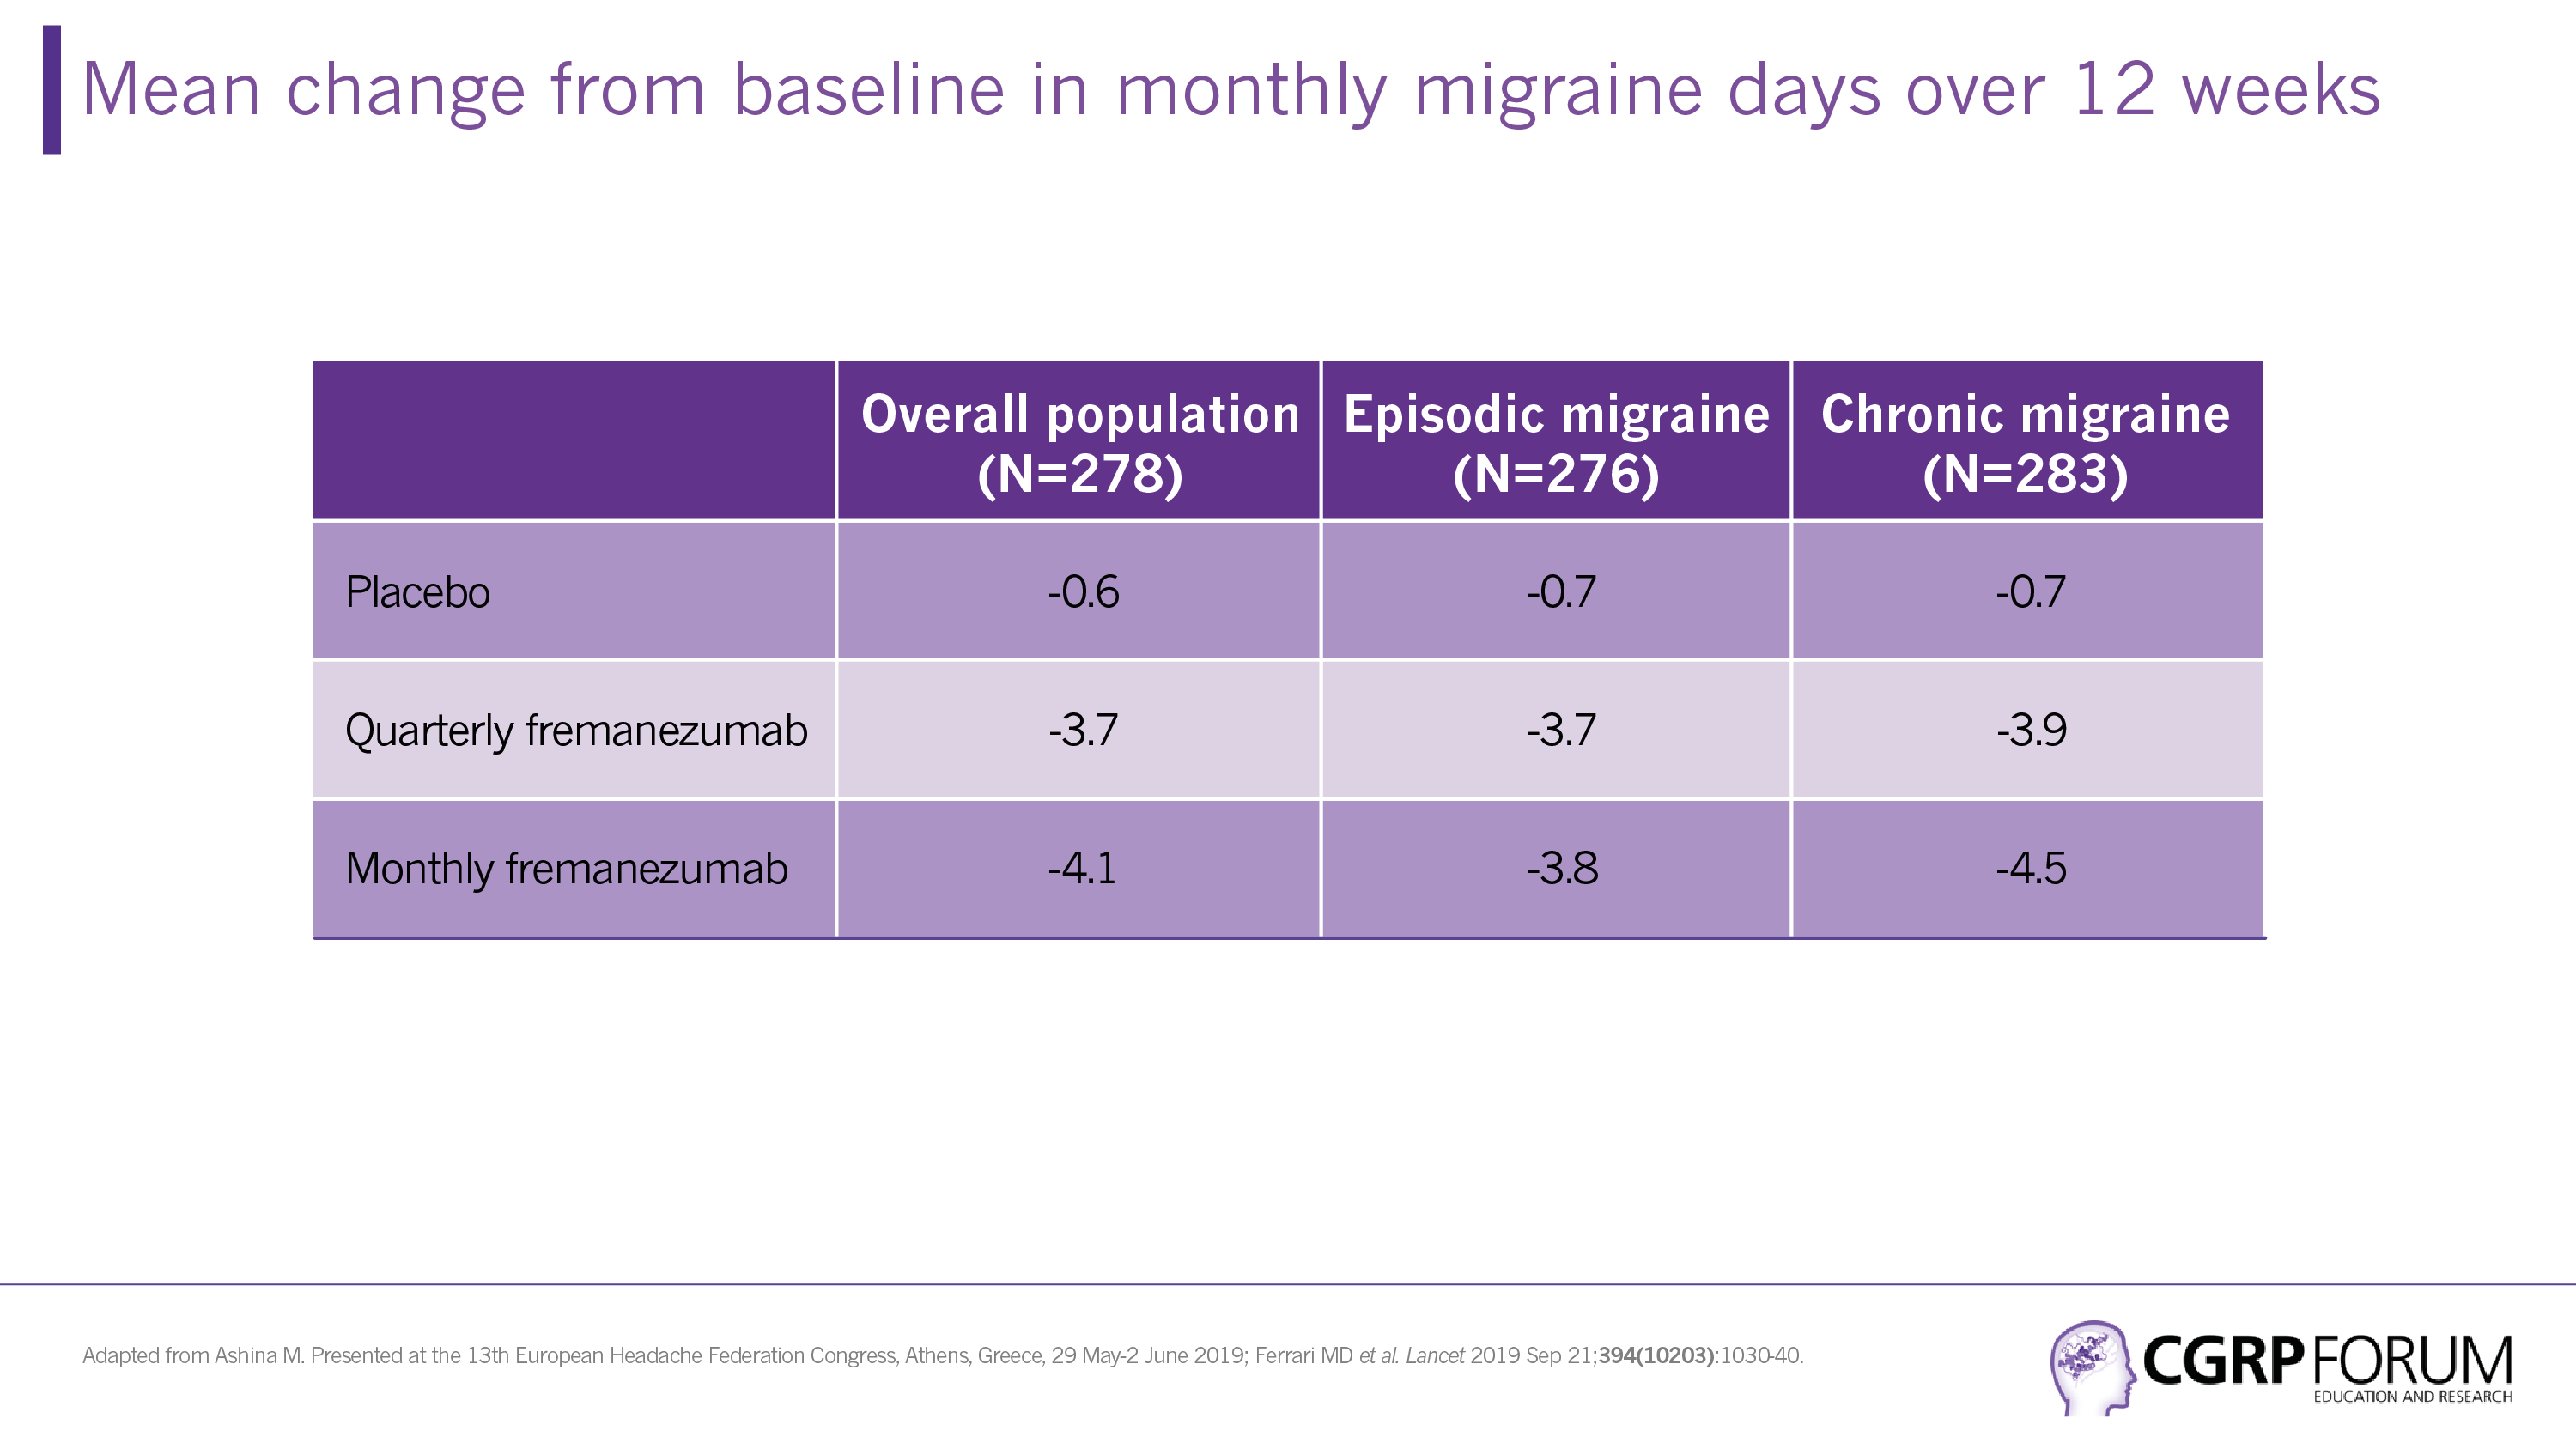 Mean change from baseline in monthly migraine days over 12 weeks
Overall population Episodic migraine Chronic migraine
(N=278) (N=276) (N=283)
Placebo -0.6 -0.7 -0.7
Quarterly fremanezumab -3.7 -3.7 -3.9
Monthly fremanezumab -4.1 -3.8 -4.5
Adapted from Ashina M. Presented at the 13th European Headache Federation Congress, Athens, Greece, 29 May-2 June 2019; Ferrari MD et al. Lancet 2019 Sep 21;394(10203):1030-40.
CGRP FORUM
EDUCATION AND RESEARCH